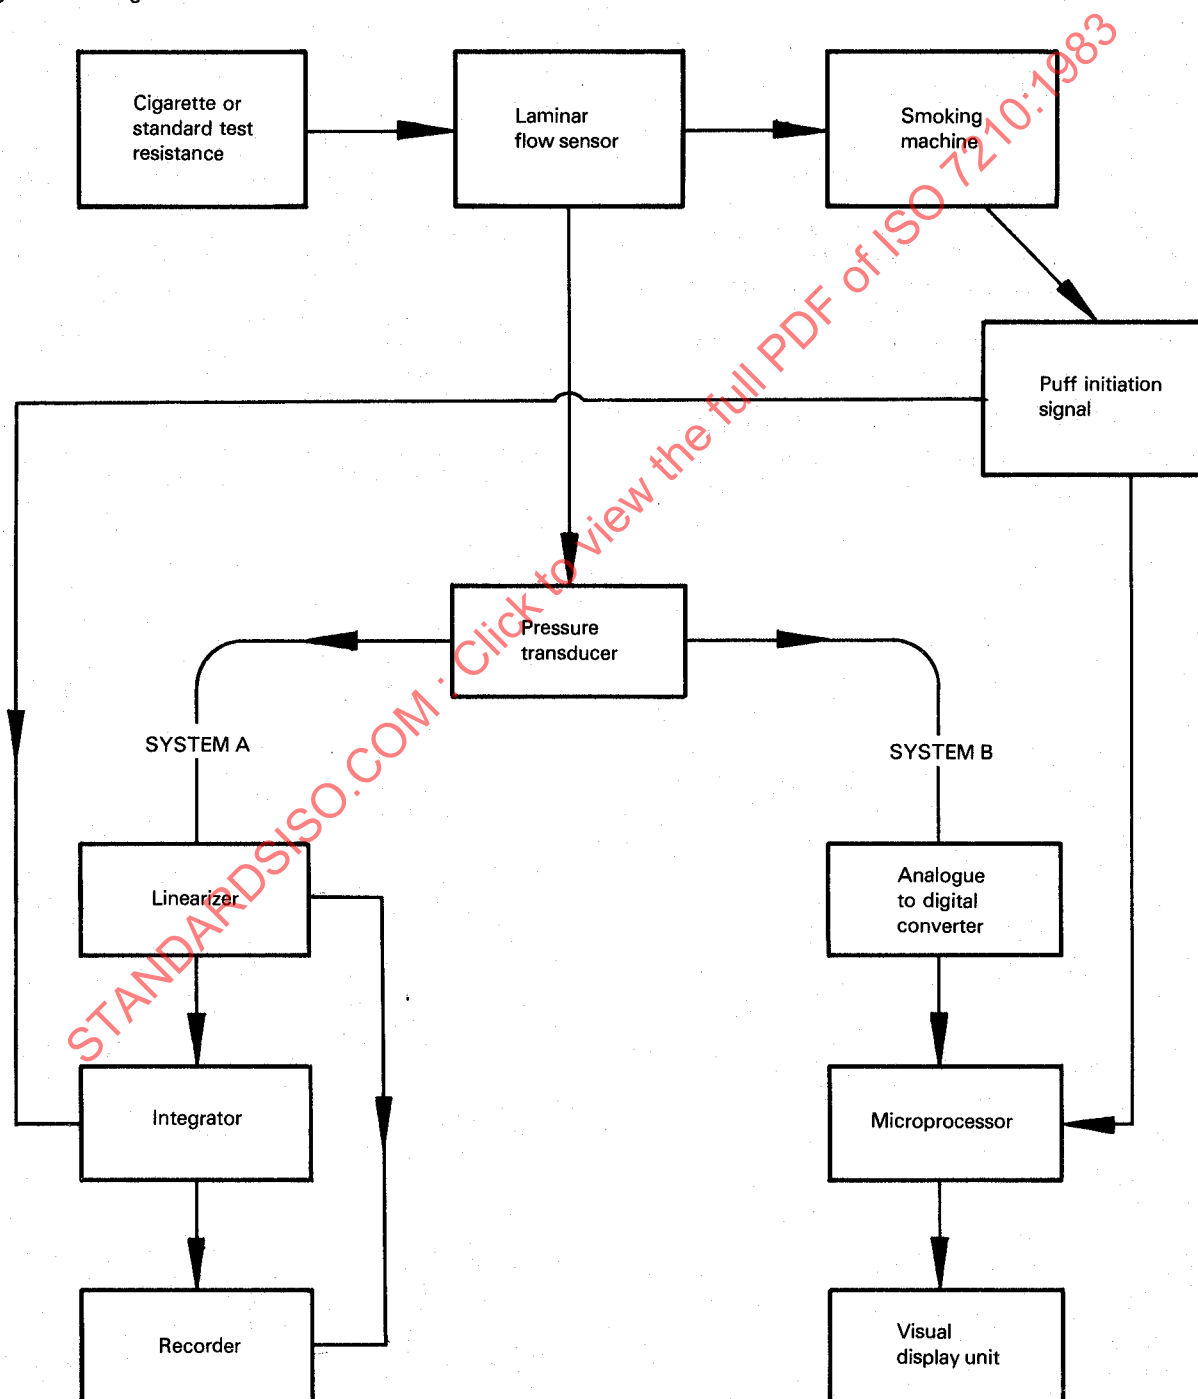 Cigarette or
standard test
resistance
Laminar
flow sensor
Smoking
machine
Puff initiation
signal
Pressure
transducer
SYSTEM A
SYSTEM B
Linearizer
Analogue
to digital
converter
Integrator
Microprocessor
Recorder
Visual
display unit
STANDARDSISO.COM : Click to view the full PDF of ISO 7210:1983